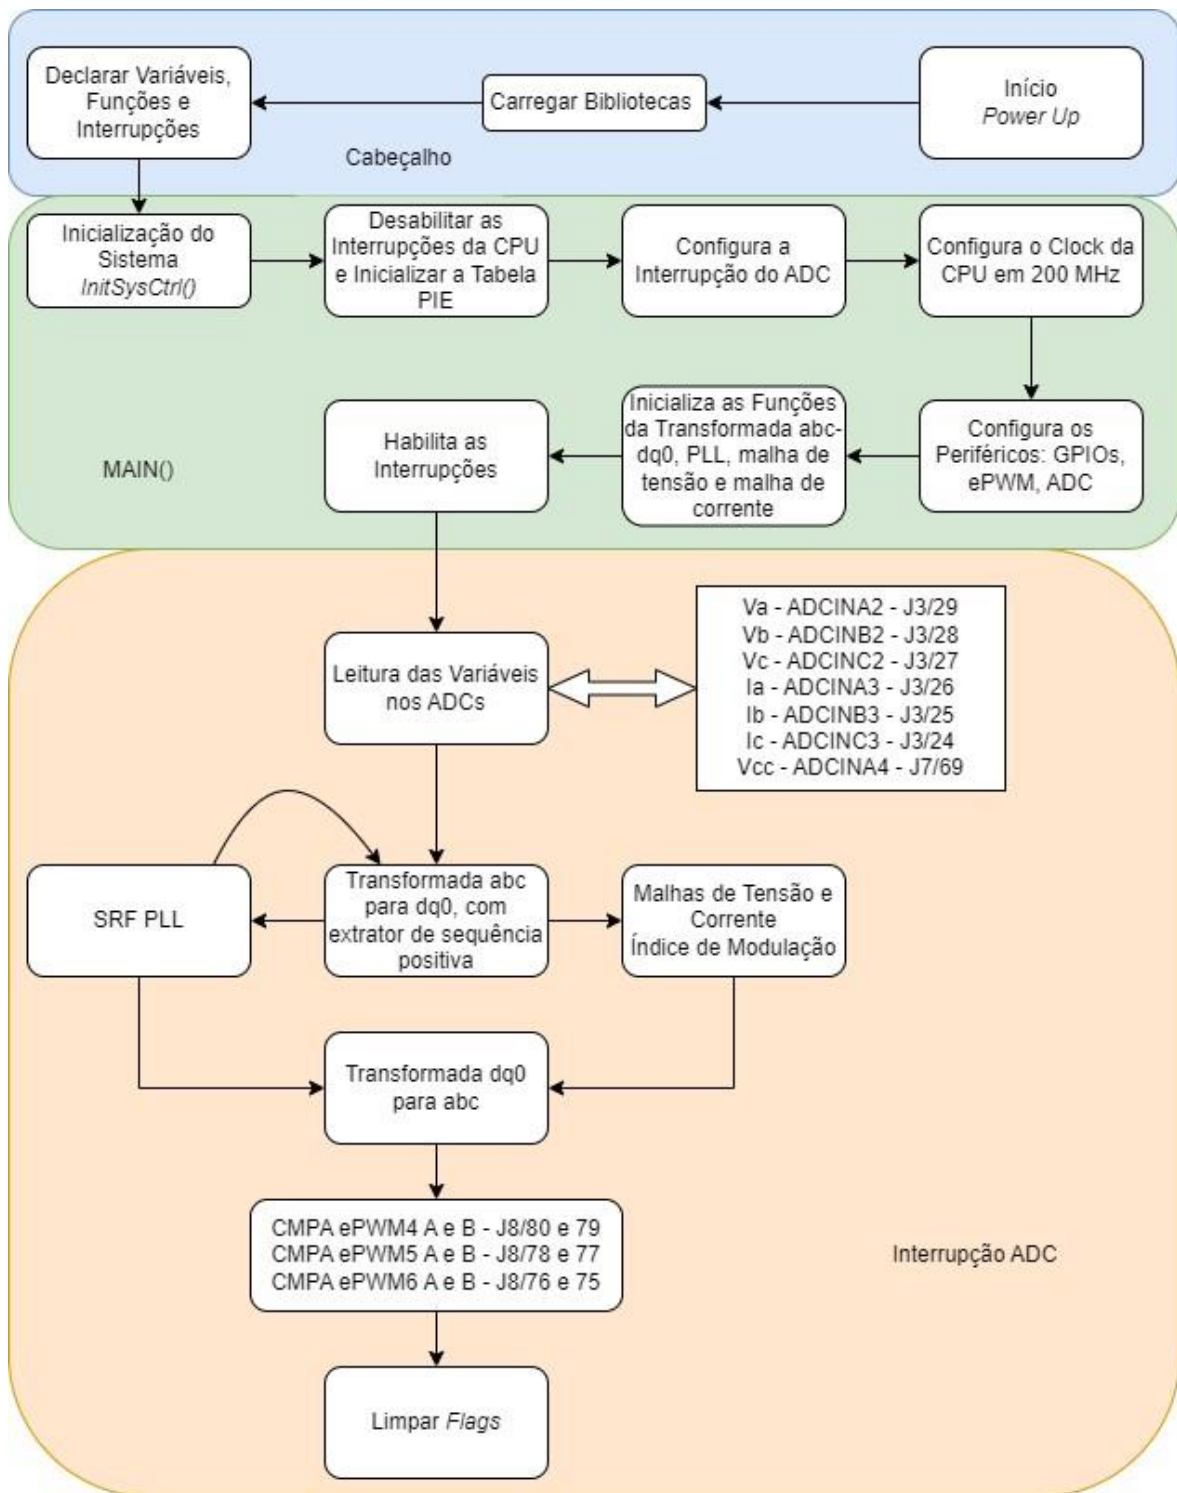 Declarar Variáveis,
Funções e
Interrupções
Carregar Bibliotecas
Início
Power Up
Cabeçalho
Inicialização do
Sistema
InitSysCtrl()
Desabilitar as
Interrupções da CPU
e Inicializar a Tabela
PIE
Configura a
Interrupção do ADC
Configura o Clock da
CPU em 200 MHz
MAIN()
Habilita as
Interrupções
Inicializa as Funções
da Transformada abc-
dq0, PLL, malha de
tensão e malha de
corrente
Configura os
Periféricos: GPIOs,
ePWM, ADC
Leitura das Variáveis
nos ADCs
Va - ADCINA2 - J3/29
Vb - ADCINB2 - J3/28
Vc - ADCINC2 - J3/27
Ia - ADCINA3 - J3/26
Ib - ADCINB3 - J3/25
Ic - ADCINC3 - J3/24
Vcc - ADCINA4 - J7/69
SRF PLL
Transformada abc
para dq0, com
extrator de sequência
positiva
Malhas de Tensão e
Corrente
Índice de Modulação
Transformada dq0
para abc
CMPA ePWM4 A e B - J8/80 e 79
CMPA ePWM5 A e B - J8/78 e 77
CMPA ePWM6 A e B - J8/76 e 75
Interrupção ADC
Limpar Flags